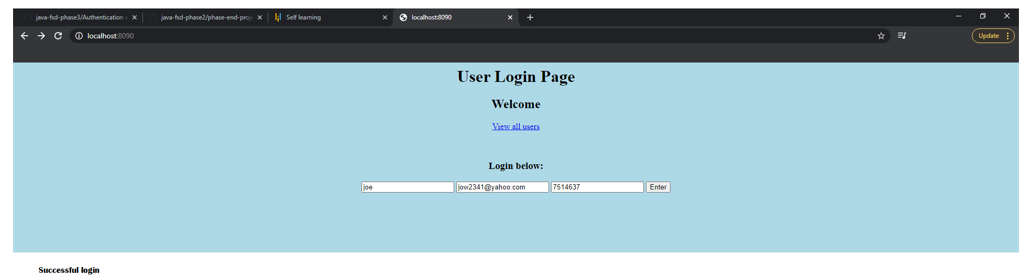 java-fsd-phase3/Authentication
java-fsd-phase2/phase-end-proj
Self learning
localhost:8090
localhost:8090
Update
User Login Page
Welcome
View all users
Login below:
joe jow2341@yahoo.com 7514637 Enter
Successful login